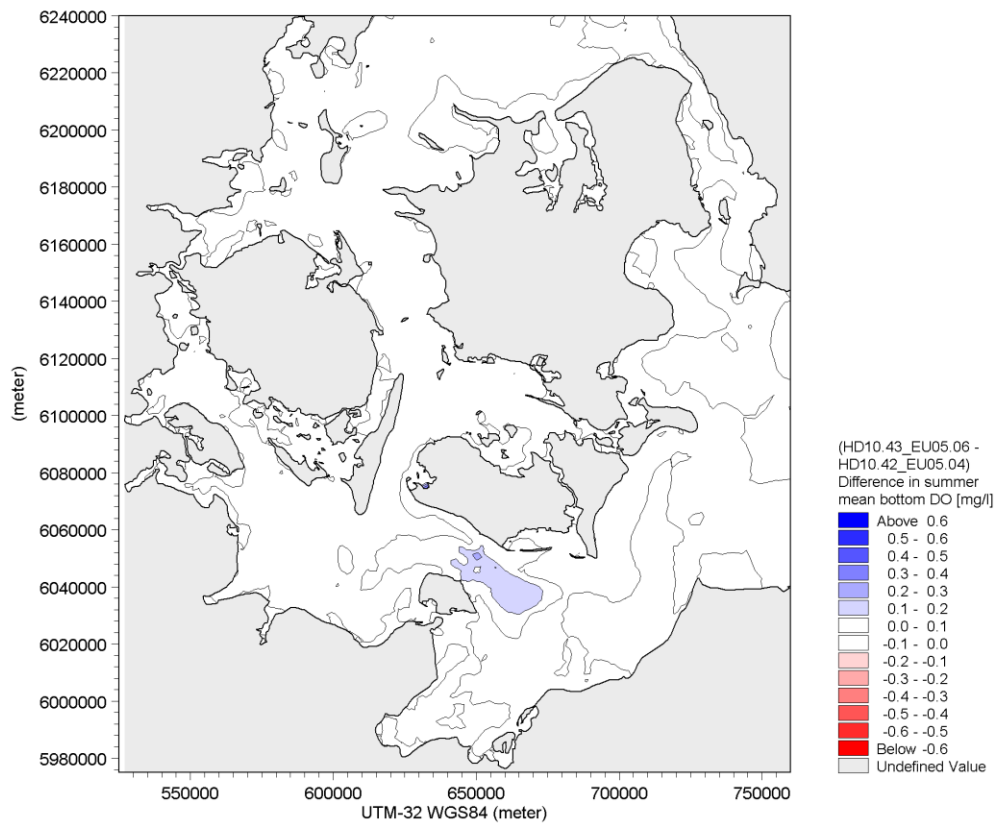 6240000
6220000
6200000
6180000
6160000
6140000
6120000
6100000
6080000
6060000
6040000
6020000
6000000
5980000
(meter)
550000 600000 650000 700000 750000
UTM-32 WGS84 (meter)
(HD10.43_EU05.06 -
HD10.42_EU05.04)
Difference in summer
mean bottom DO [mg/l]
Above 0.6
0.5 - 0.6
0.4 - 0.5
0.3 - 0.4
0.2 - 0.3
0.1 - 0.2
0.0 - 0.1
-0.1 - 0.0
-0.2 - -0.1
-0.3 - -0.2
-0.4 - -0.3
-0.5 - -0.4
-0.6 - -0.5
Below -0.6
Undefined Value